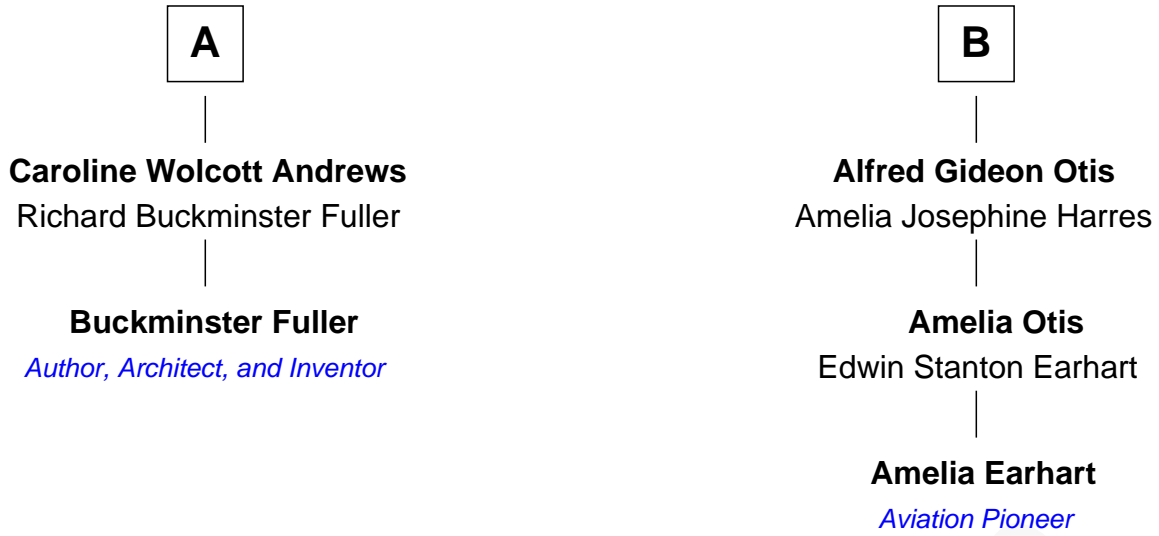 A
Caroline Wolcott Andrews
Richard Buckminster Fuller
Buckminster Fuller
Author, Architect, and Inventor
B
Alfred Gideon Otis
Amelia Josephine Harres
Amelia Otis
Edwin Stanton Earhart
Amelia Earhart
Aviation Pioneer